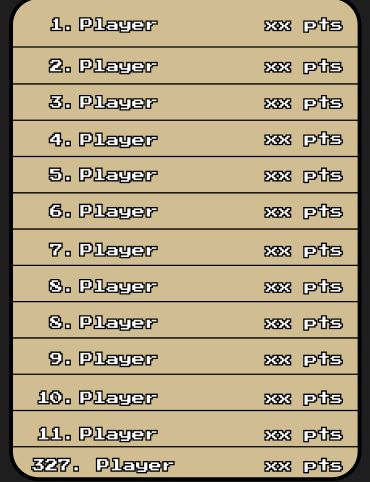 1. Player xx pts
2. Player xx pts
3. Player xx pts
4. Player xx pts
5. Player xx pts
6. Player xx pts
7. Player xx pts
8. Player xx pts
8. Player xx pts
9. Player xx pts
10. Player xx pts
11. Player xx pts
327. Player xx pts